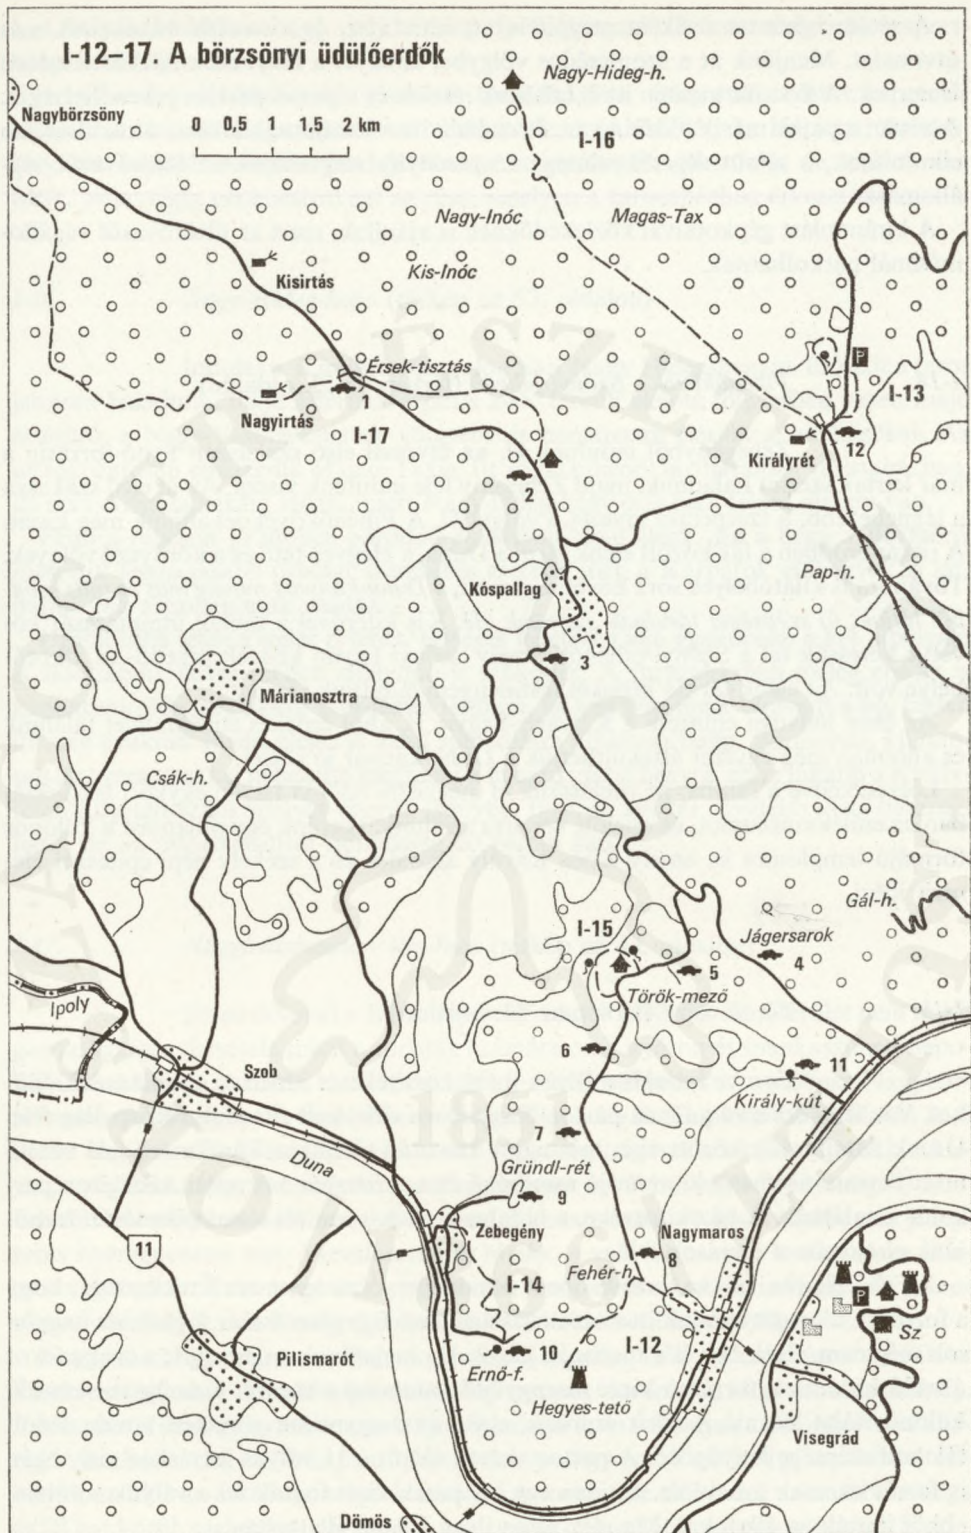 I-12–17 A börzsönyi üdülőerdők
Nagy-Hideg-h.
Nagybörzsöny
0 0,5 1 1,5 2 km
I-16
Nagy-Inóc
Magas-Tax
Kis-Inóc
Kisirtás
Érsek-tisztás
P
1
I-13
Nagyirtás
I-17
12
Királyrét
2
Pap-h.
Kóspallag
3
Márianosztra
Csák-h.
Gál-h.
I-15
Jágersarok
4
5
Török-mező
Ipoly
6
11
Szob
Király-kút
1851
7
Duna
Gründl-rét
9
Zebegény
Nagymaros
11
8
Fehér-h.
I-14
P
Sz
I-12
10
Pilismarót
Ernő-f.
Hegyes-tető
Visegrád
Dömös